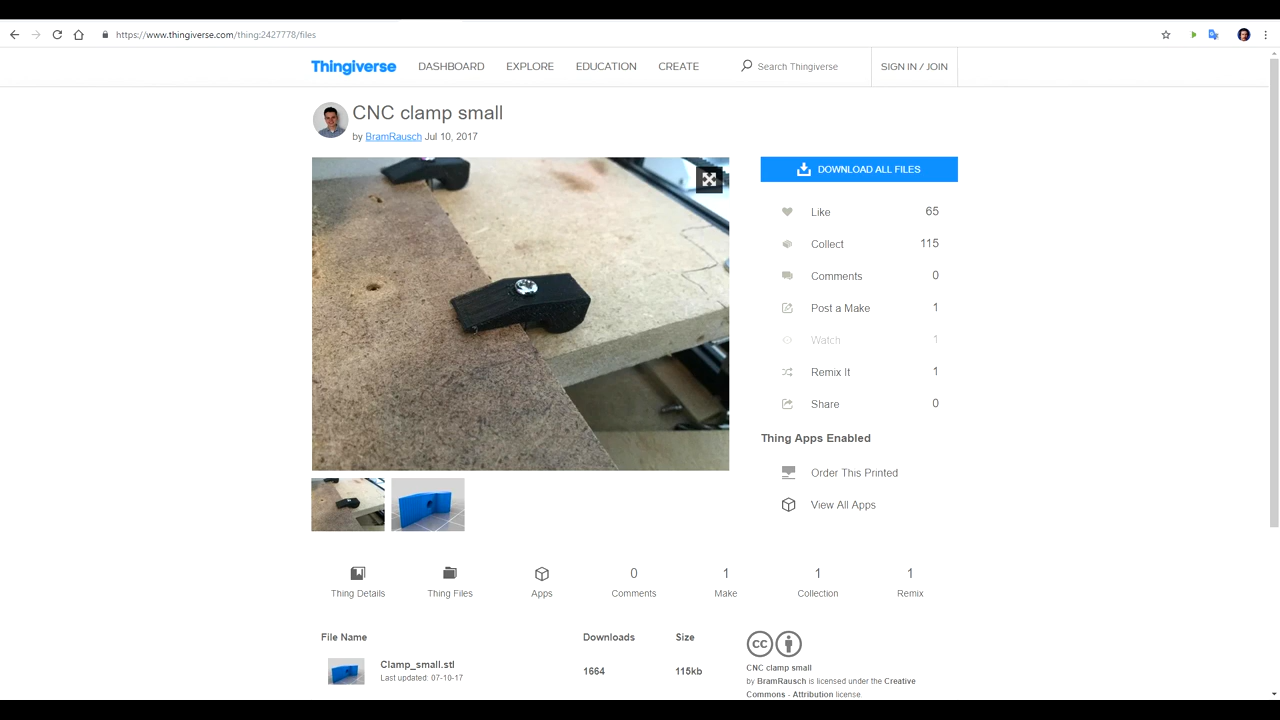 https://www.thingiverse.com/thing:2427778/files
Thingiverse DASHBOARD EXPLORE EDUCATION CREATE Search Thingiverse SIGN IN / JOIN
CNC clamp small
by BramRausch Jul 10, 2017
DOWNLOAD ALL FILES
Like 65
Collect 115
Comments 0
Post a Make 1
Watch 1
Remix It 1
Share 0
Thing Apps Enabled
Order This Printed
View All Apps
0 1 1 1
Thing Details Thing Files Apps Comments Make Collection Remix
File Name Downloads Size
Clamp_small.stl 1664 115kb
Last updated: 07-10-17
cc
CNC clamp small
by BramRausch is licensed under the Creative
Commons - Attribution license.